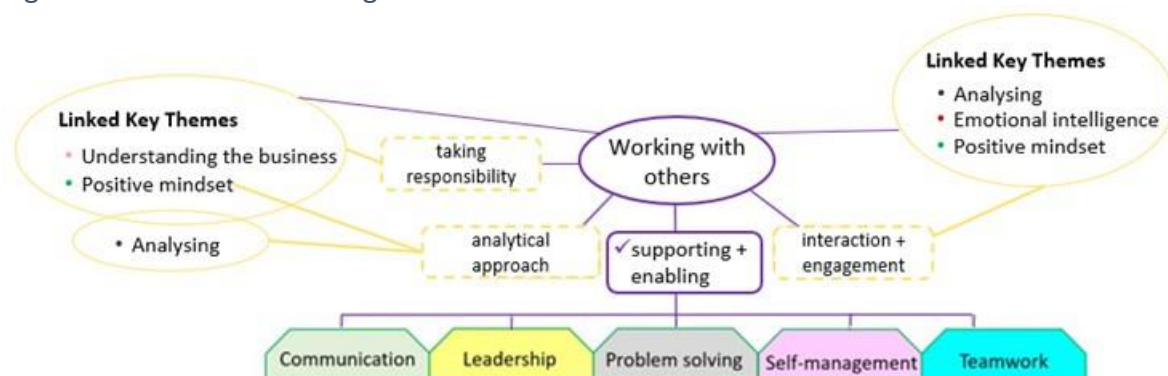 Linked Key Themes
• Understanding the business
• Positive mindset
• Analysing
taking
responsibility
analytical
approach
Working with
others
✓supporting +
enabling
interaction +
engagement
Linked Key Themes
• Analysing
• Emotional intelligence
• Positive mindset
Communication
Leadership
Problem solving
Self-management
Teamwork